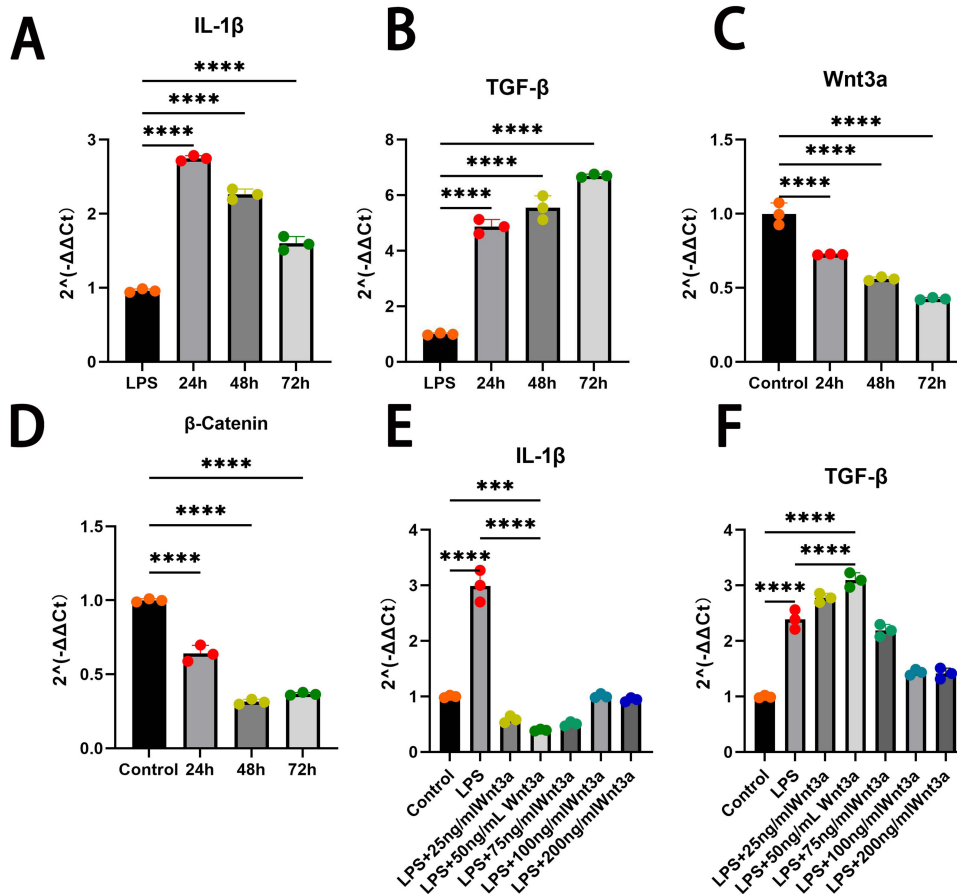 A
IL-1β
****
****
****
2^(-ΔΔCt)
3
2
1
0
LPS
24h
48h
72h
B
TGF-β
****
****
****
2^(-ΔΔCt)
8
6
4
2
0
LPS
24h
48h
72h
C
Wnt3a
****
****
****
2^(-ΔΔCt)
1.5
1.0
0.5
0.0
Control
24h
48h
72h
D
β-Catenin
****
****
****
2^(-ΔΔCt)
1.5
1.0
0.5
0.0
Control
24h
48h
72h
E
IL-1β
***
****
****
2^(-ΔΔCt)
4
3
2
1
0
Control
LPS
LPS+25ng/mlWnt3a
LPS+50ng/mL Wnt3a
LPS+75ng/mlWnt3a
LPS+100ng/mlWnt3a
LPS+200ng/mlWnt3a
F
TGF-β
****
****
****
2^(-ΔΔCt)
4
3
2
1
0
Control
LPS
LPS+25ng/mlWnt3a
LPS+50ng/mL Wnt3a
LPS+75ng/mlWnt3a
LPS+100ng/mlWnt3a
LPS+200ng/mlWnt3a